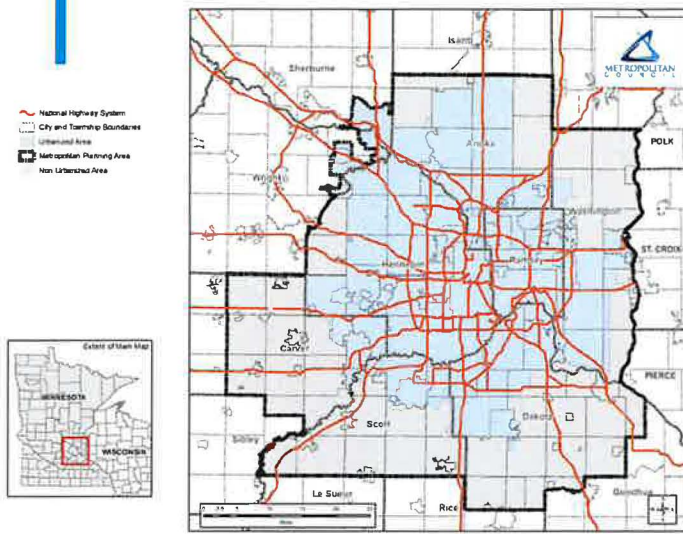 METROPOLITAN
COUNCIL
National Highway System
City and Township Boundaries
Urbanized Area
Metropolitan Planning Area
Non Urbanized Area
Isanti
Sherburne
Anoka
POLK
Wright
Washington
ST. CROIX
Hennepin
Ramsey
Carver
PIERCE
Scott
Dakota
Sibley
Le Sueur
Rice
Goodhue
Extent of Main Map
MINNESOTA
WISCONSIN